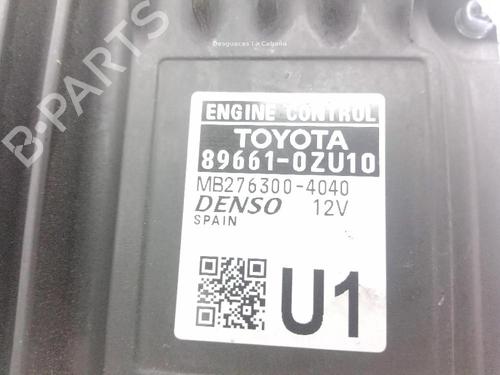 Desguaces La Cabaña
B-PARTS
ENGINE CONTROL
TOYOTA
89661-0ZU10
MB276300-4040
DENSO 12V
SPAIN
U1